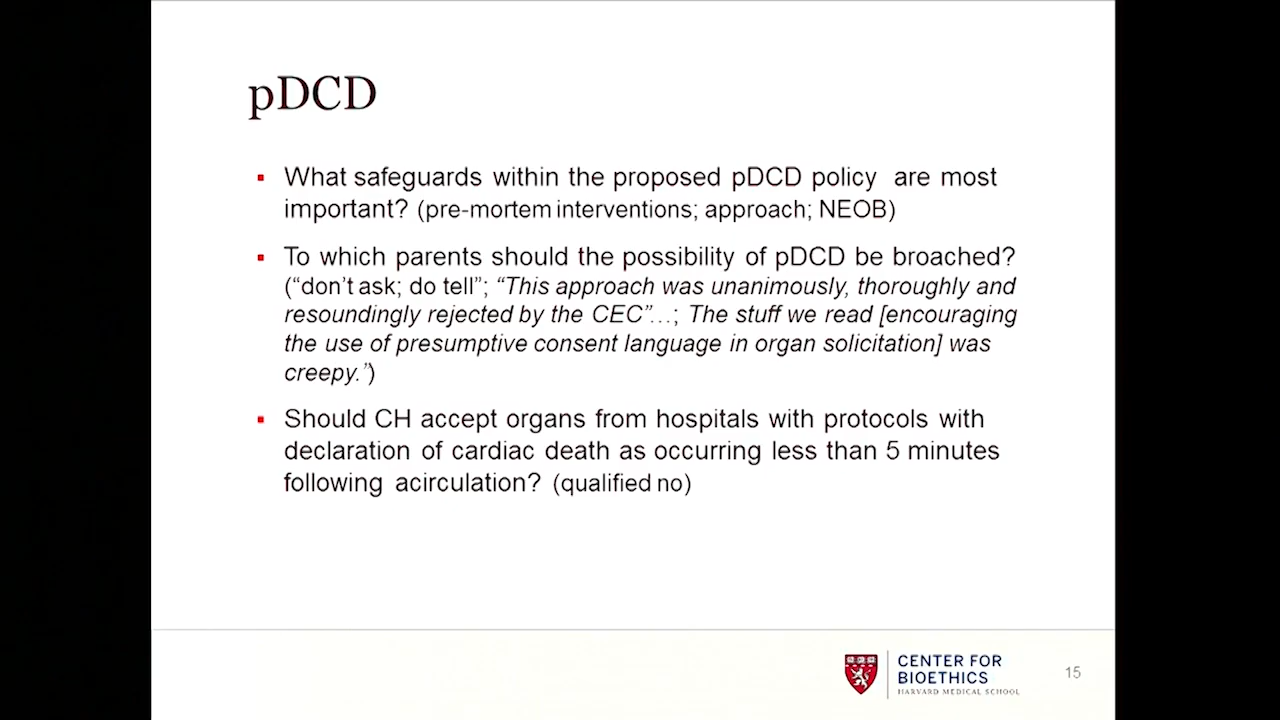 pDCD
▪ What safeguards within the proposed pDCD policy are most
important? (pre-mortem interventions; approach; NEOB)
▪ To which parents should the possibility of pDCD be broached?
(“don’t ask; do tell”; “This approach was unanimously, thoroughly and
resoundingly rejected by the CEC”…; The stuff we read [encouraging
the use of presumptive consent language in organ solicitation] was
creepy.”)
▪ Should CH accept organs from hospitals with protocols with
declaration of cardiac death as occurring less than 5 minutes
following acirculation? (qualified no)
CENTER FOR
BIOETHICS
HARVARD MEDICAL SCHOOL
15